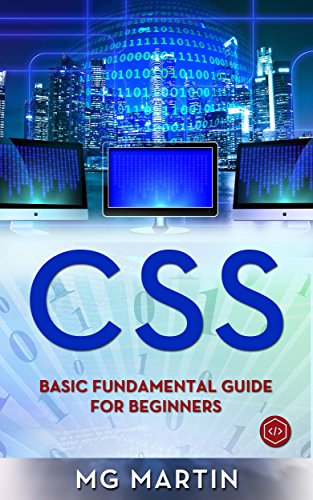 CSS
BASIC FUNDAMENTAL GUIDE
FOR BEGINNERS
</>
MG MARTIN